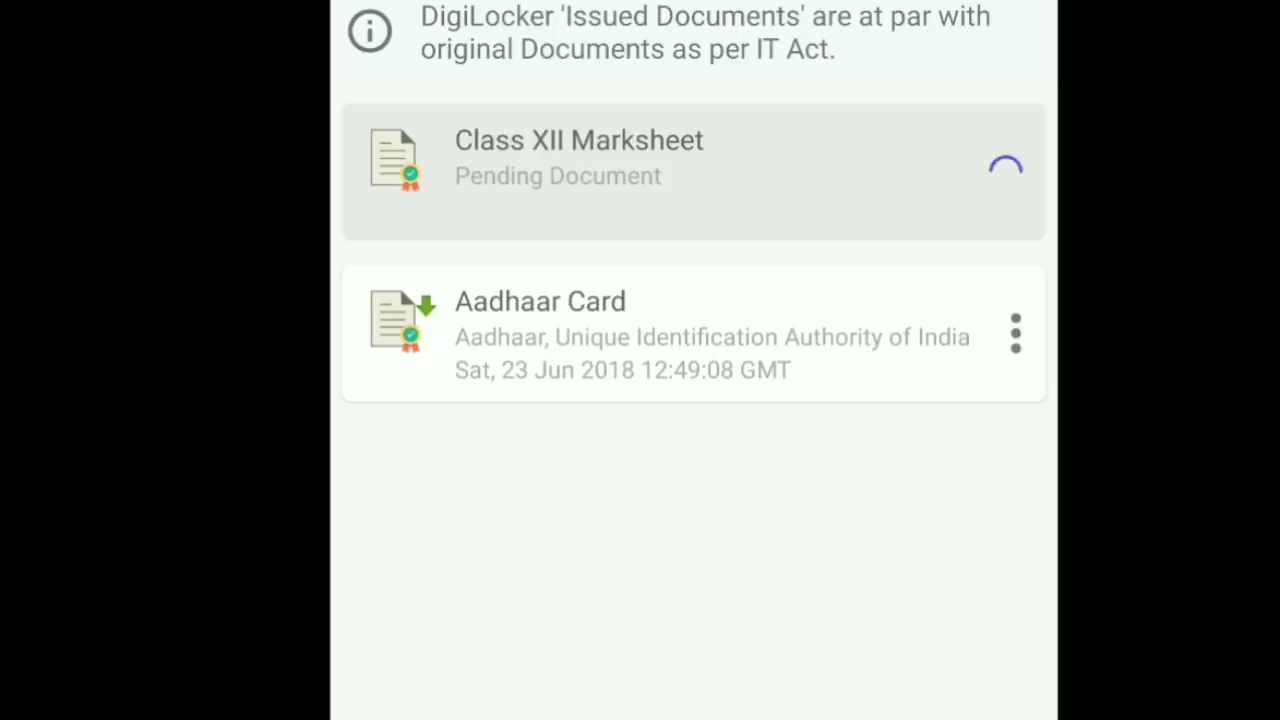 DigiLocker 'Issued Documents' are at par with
original Documents as per IT Act.
Class XII Marksheet
Pending Document
Aadhaar Card
Aadhaar, Unique Identification Authority of India
Sat, 23 Jun 2018 12:49:08 GMT